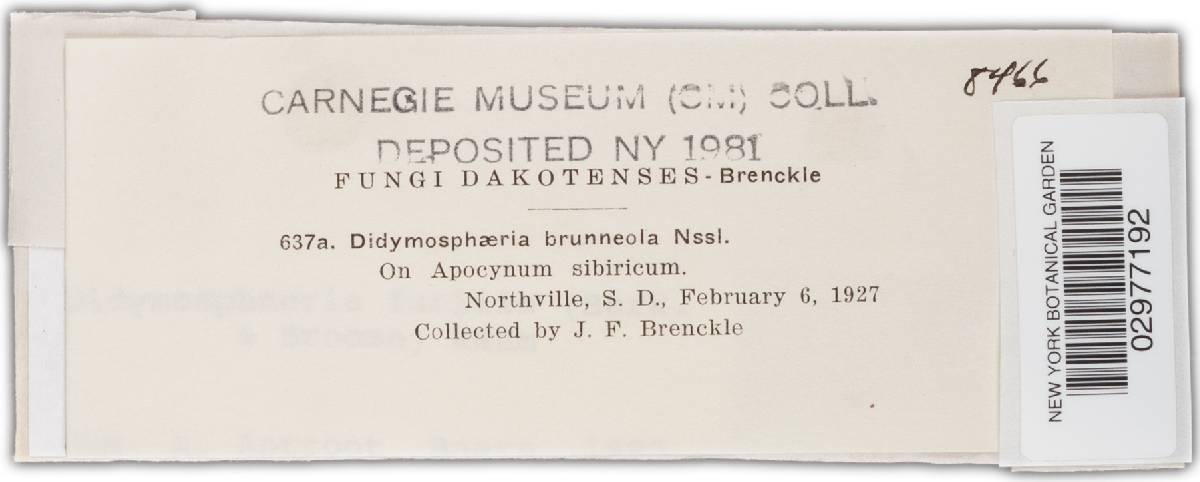 8466
CARNEGIE MUSEUM (CM) COLL.
DEPOSITED NY 1981
FUNGI DAKOTENSES - Brenckle
637a. Didymosphæria brunneola Nssl.
On Apocynum sibiricum.
Northville, S. D., February 6, 1927
Collected by J. F. Brenckle
NEW YORK BOTANICAL GARDEN
02977192